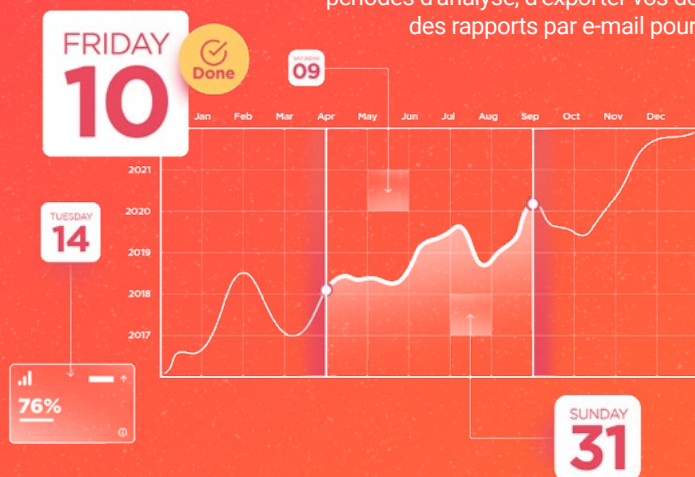 périodes d'analyse, d'exporter vos
des rapports par e-mail pour
FRIDAY
10
Done
SATURDAY
09
Jan Feb Mar Apr May Jun Jul Aug Sep Oct Nov Dec
2021
2020
2019
2018
2017
TUESDAY
14
76%
SUNDAY
31